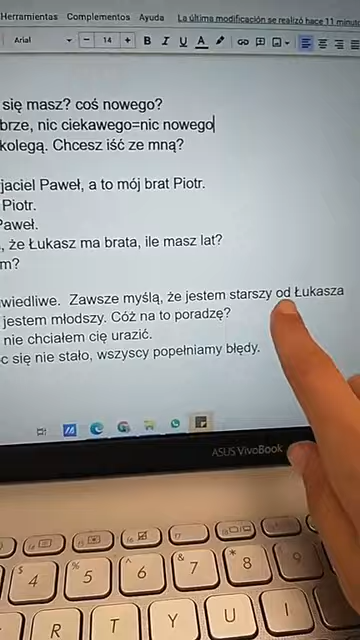 Herramientas Complementos Ayuda La última modificación se realizó hace 11 minuto
Arial 14 B I U A
się masz? coś nowego?
brze, nic ciekawego=nic nowego
kolegą. Chcesz iść ze mną?
jaciel Paweł, a to mój brat Piotr.
Piotr.
Paweł.
, że Łukasz ma brata, ile masz lat?
m?
wiedliwe. Zawsze myślą, że jestem starszy od Łukasza
jestem młodszy. Cóż na to poradzę?
nie chciałem cię urazić.
c się nie stało, wszyscy popełniamy błędy.
ASUS VivoBook
$ 4 % 5 ^ 6 & 7 * 8 9
R T Y U I